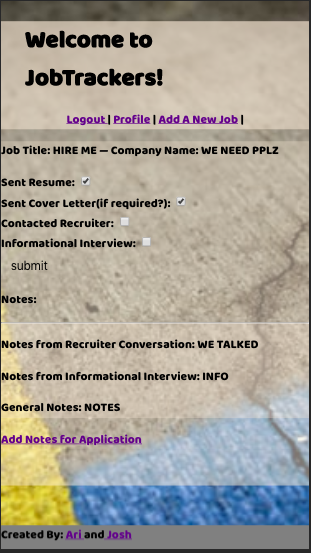 Welcome to
JobTrackers!
Logout | Profile | Add A New Job |
Job Title: HIRE ME — Company Name: WE NEED PPLZ
Sent Resume:
Sent Cover Letter(if required?):
Contacted Recruiter:
Informational Interview:
submit
Notes:
Notes from Recruiter Conversation: WE TALKED
Notes from Informational Interview: INFO
General Notes: NOTES
Add Notes for Application
Created By: Ari and Josh